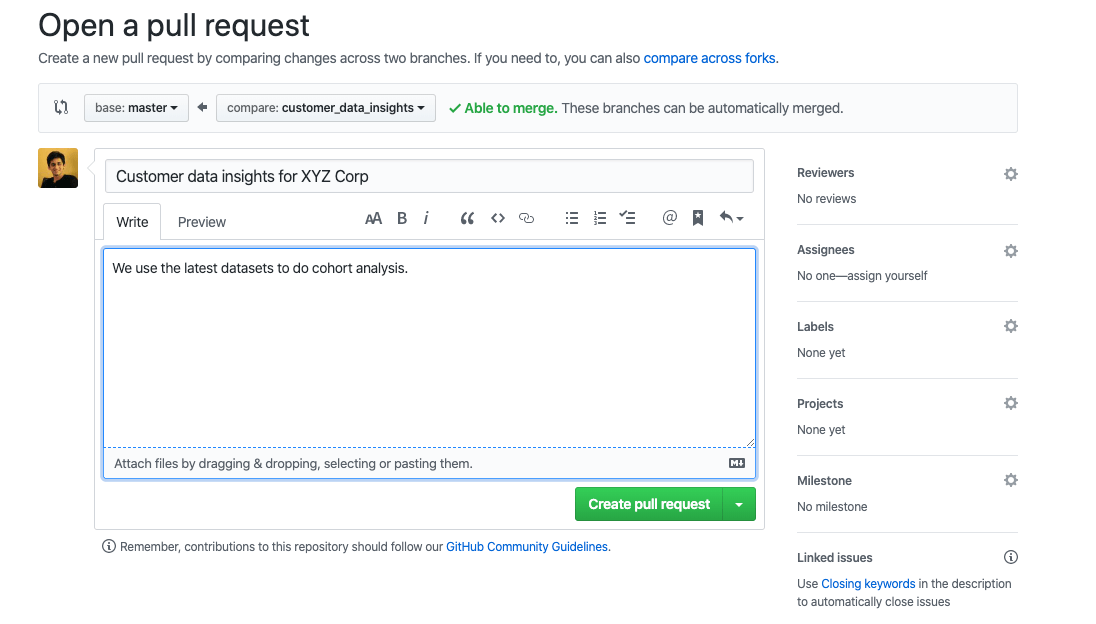 Open a pull request
Create a new pull request by comparing changes across two branches. If you need to, you can also compare across forks.
base: master compare: customer_data_insights Able to merge. These branches can be automatically merged.
Customer data insights for XYZ Corp
Write Preview AA B i @
We use the latest datasets to do cohort analysis.
Attach files by dragging & dropping, selecting or pasting them.
Create pull request
Remember, contributions to this repository should follow our GitHub Community Guidelines.
Reviewers
No reviews
Assignees
No one—assign yourself
Labels
None yet
Projects
None yet
Milestone
No milestone
Linked issues
Use Closing keywords in the description
to automatically close issues